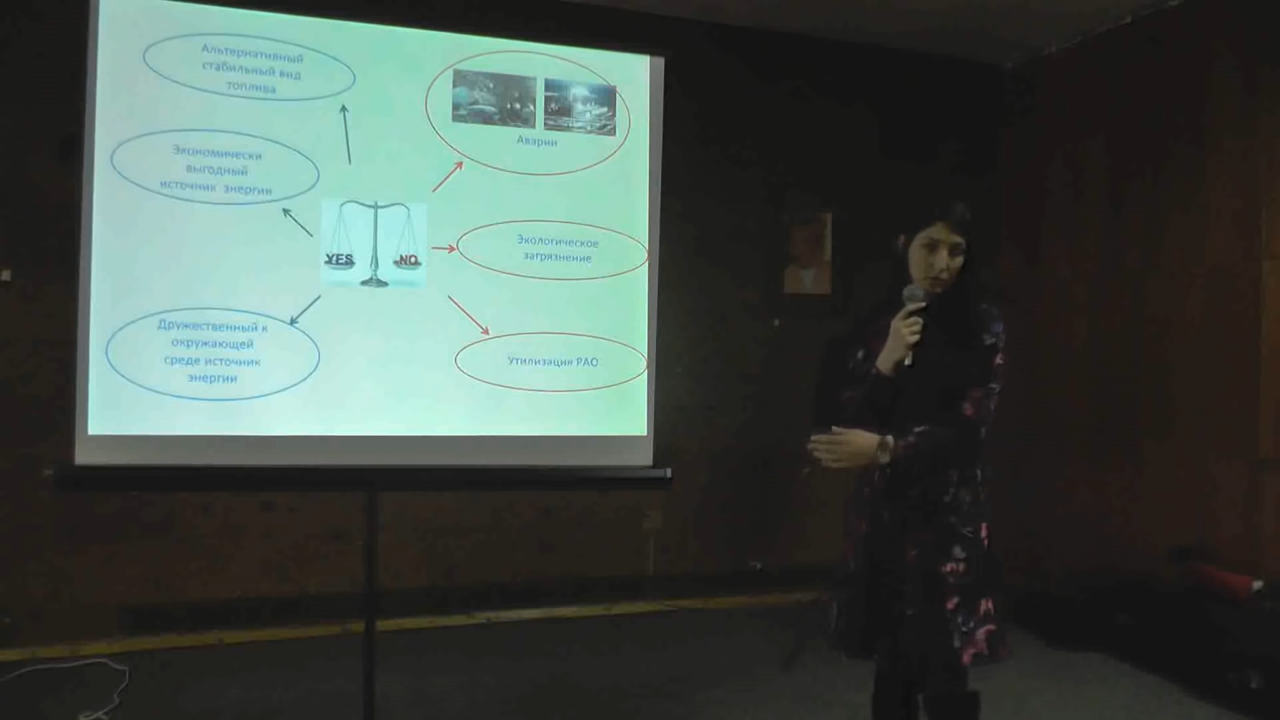 Альтернативный
стабильный вид
топлива
Экономически
выгодный
источник энергии
Дружественный к
окружающей
среде источник
энергии
YES
NO
Аварии
Экологическое
загрязнение
Утилизация РАО